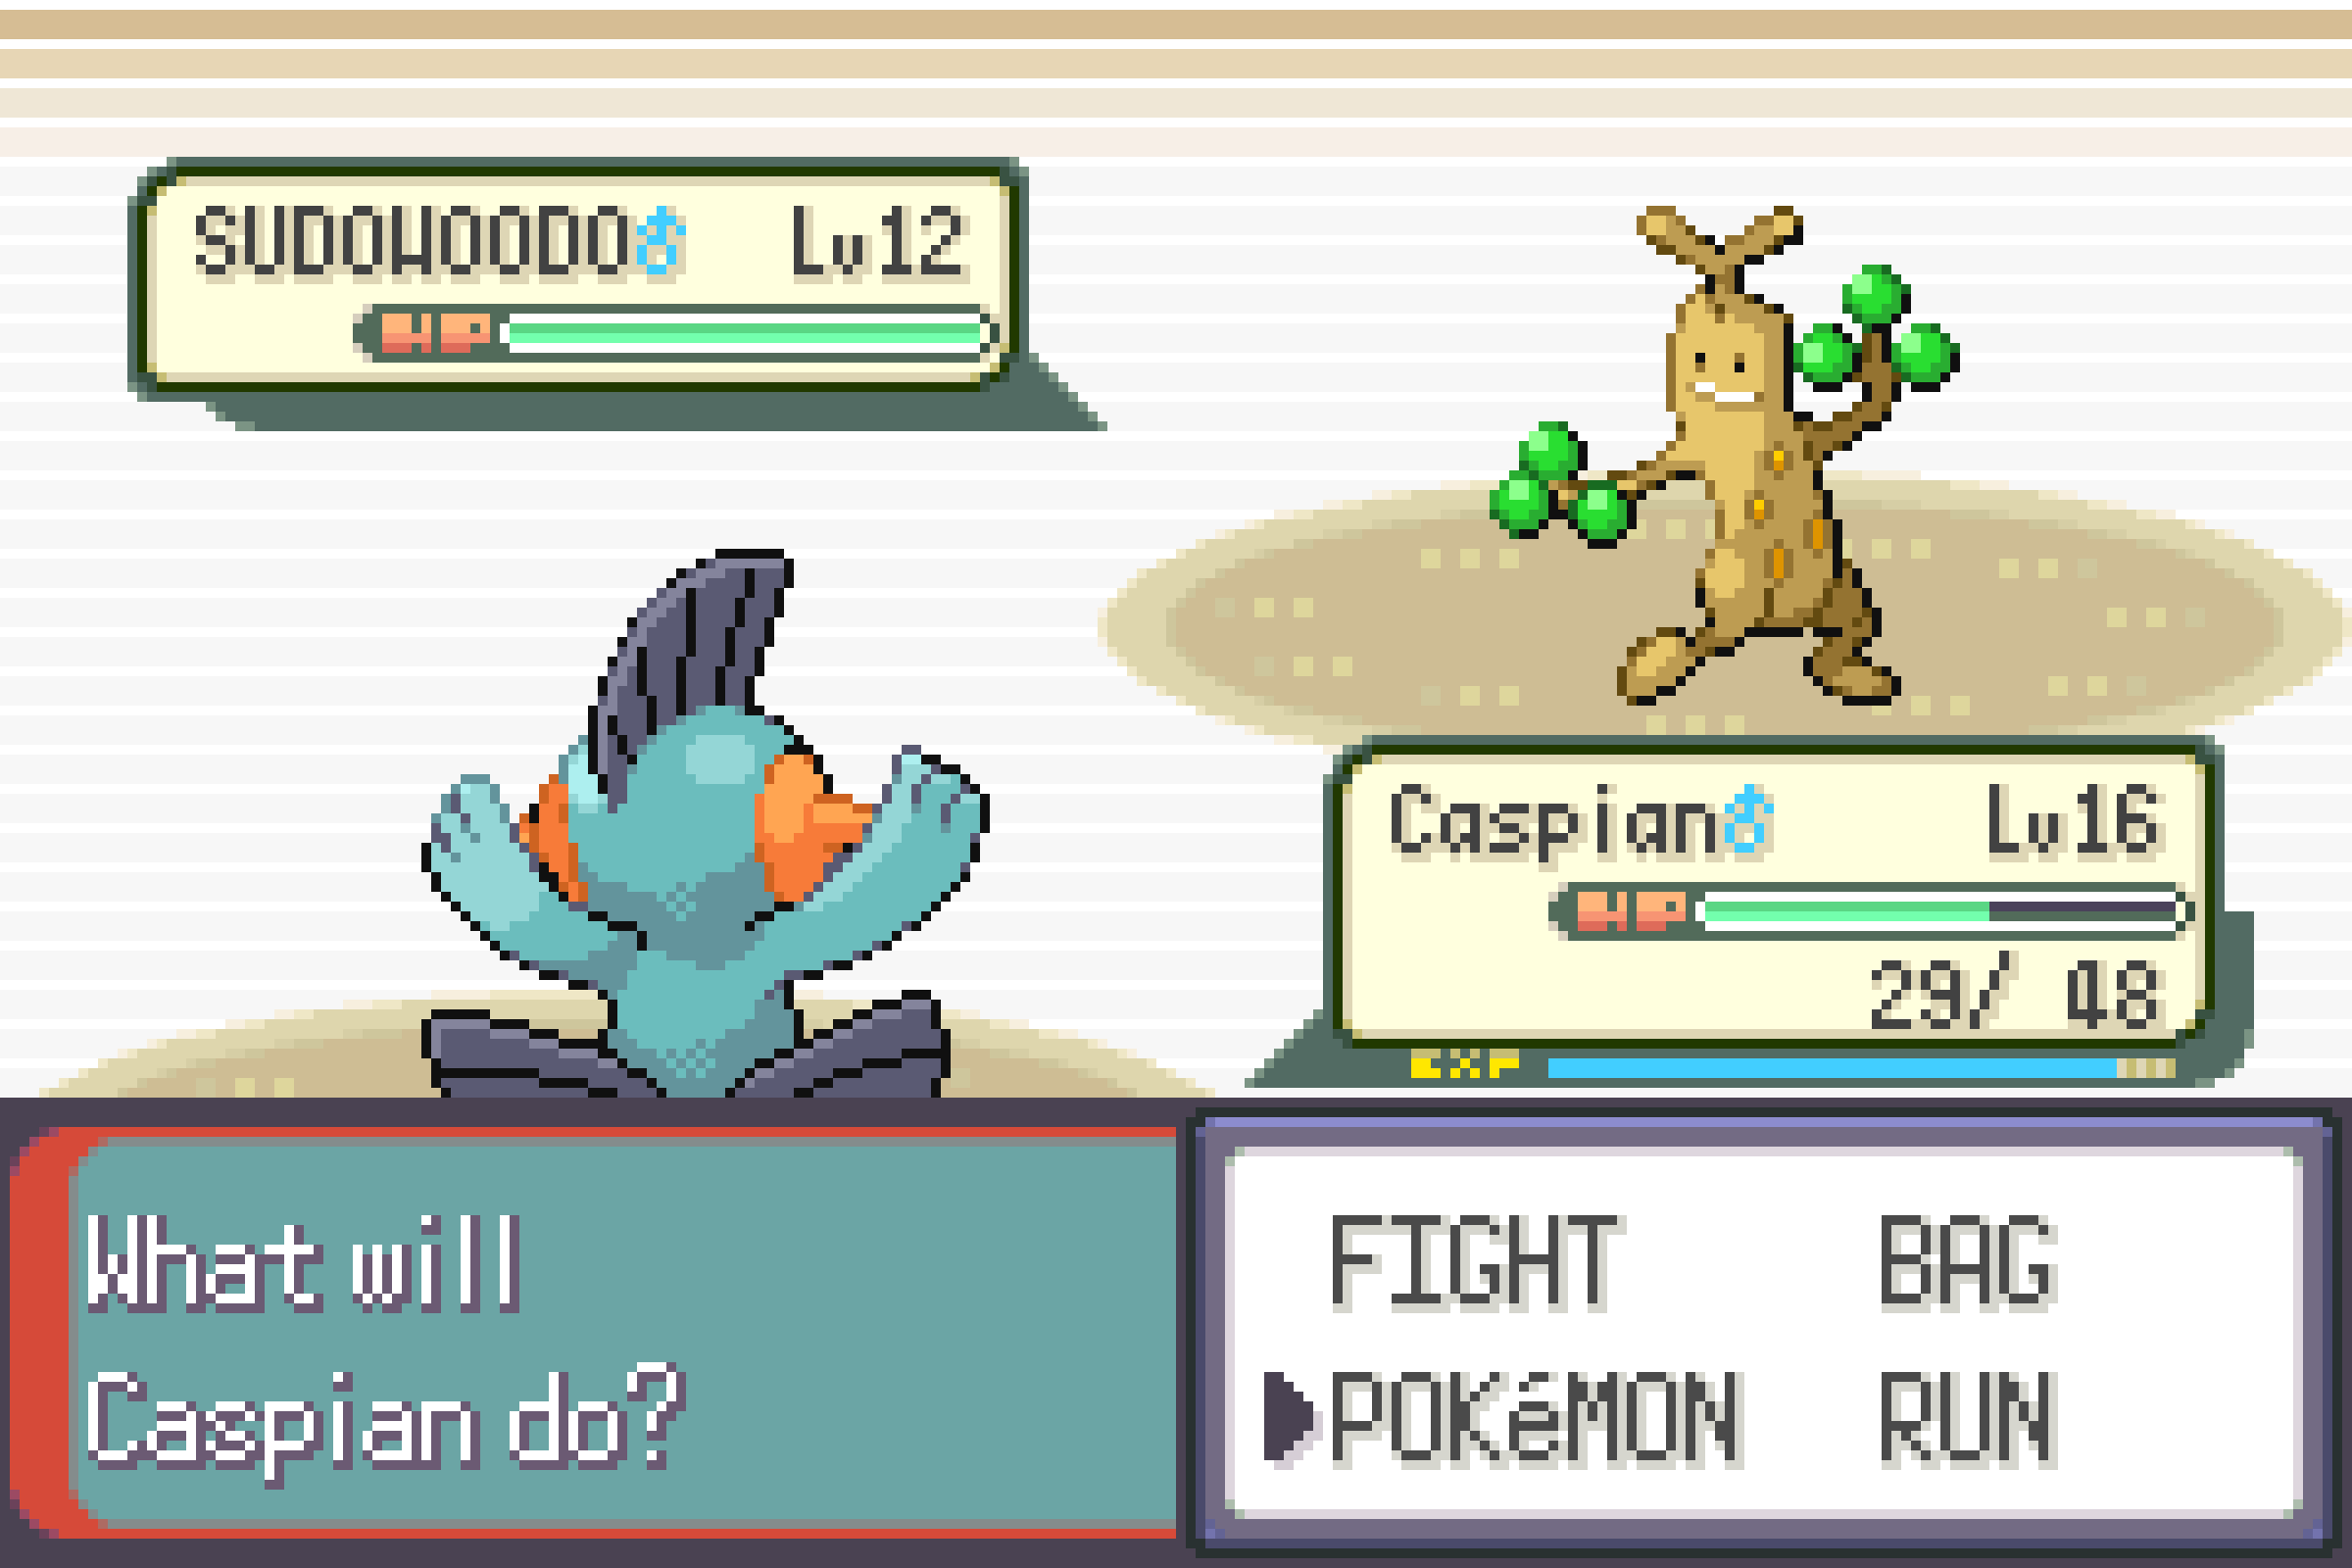 SUDOWOODO♂ Lv12
HP
Caspian♂ Lv16
HP
29/ 48
EXP
What will
Caspian do?
FIGHT BAG
▶POKéMON RUN